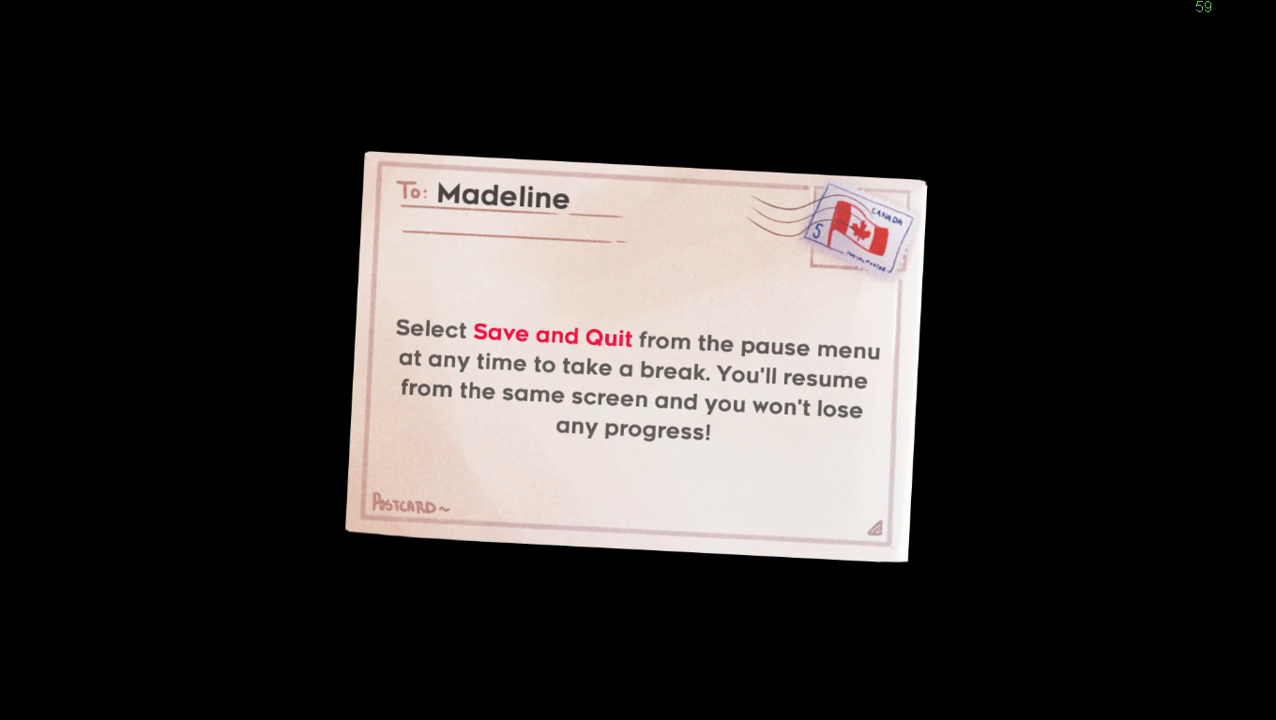 59
To: Madeline
CANADA
5
Select Save and Quit from the pause menu
at any time to take a break. You'll resume
from the same screen and you won't lose
any progress!
POSTCARD~